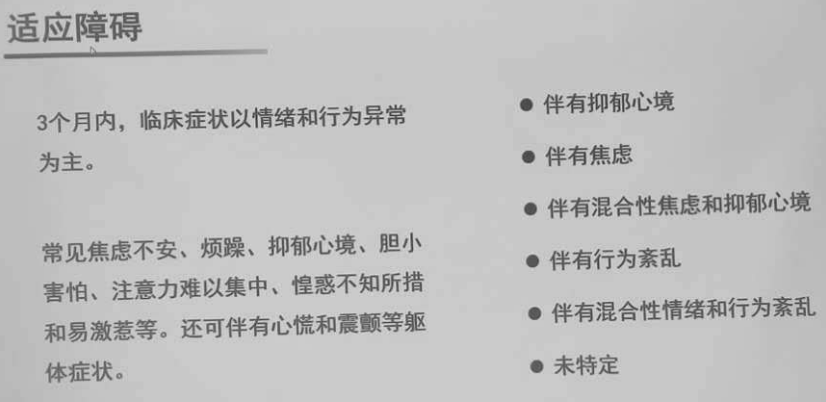 适应障碍
3个月内，临床症状以情绪和行为异常
为主。
常见焦虑不安、烦躁、抑郁心境、胆小
害怕、注意力难以集中、惶惑不知所措
和易激惹等。还可伴有心慌和震颤等躯
体症状。
● 伴有抑郁心境
● 伴有焦虑
● 伴有混合性焦虑和抑郁心境
● 伴有行为紊乱
● 伴有混合性情绪和行为紊乱
● 未特定